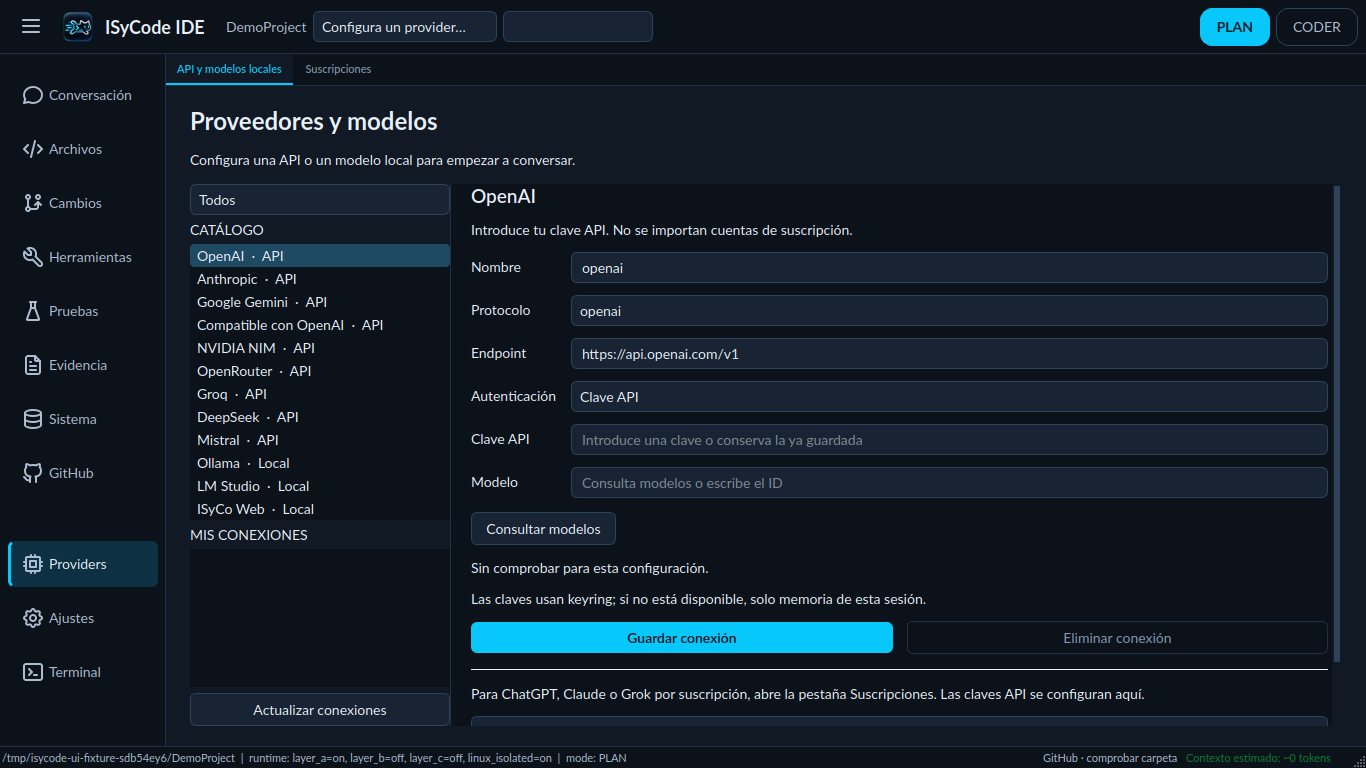 ISyCode IDE
DemoProject
Configura un provider...
PLAN
CODER
API y modelos locales
Suscripciones
Conversación
Archivos
Cambios
Herramientas
Pruebas
Evidencia
Sistema
GitHub
Providers
Ajustes
Terminal
Proveedores y modelos
Configura una API o un modelo local para empezar a conversar.
Todos
CATÁLOGO
OpenAI · API
Anthropic · API
Google Gemini · API
Compatible con OpenAI · API
NVIDIA NIM · API
OpenRouter · API
Groq · API
DeepSeek · API
Mistral · API
Ollama · Local
LM Studio · Local
ISyCo Web · Local
MIS CONEXIONES
Actualizar conexiones
OpenAI
Introduce tu clave API. No se importan cuentas de suscripción.
Nombre openai
Protocolo openai
Endpoint https://api.openai.com/v1
Autenticación Clave API
Clave API Introduce una clave o conserva la ya guardada
Modelo Consulta modelos o escribe el ID
Consultar modelos
Sin comprobar para esta configuración.
Las claves usan keyring; si no está disponible, solo memoria de esta sesión.
Guardar conexión
Eliminar conexión
Para ChatGPT, Claude o Grok por suscripción, abre la pestaña Suscripciones. Las claves API se configuran aquí.
/tmp/isycode-ui-fixture-sdb54ey6/DemoProject | runtime: layer_a=on, layer_b=off, layer_c=off, linux_isolated=on | mode: PLAN
GitHub · comprobar carpeta
Contexto estimado: ~0 tokens